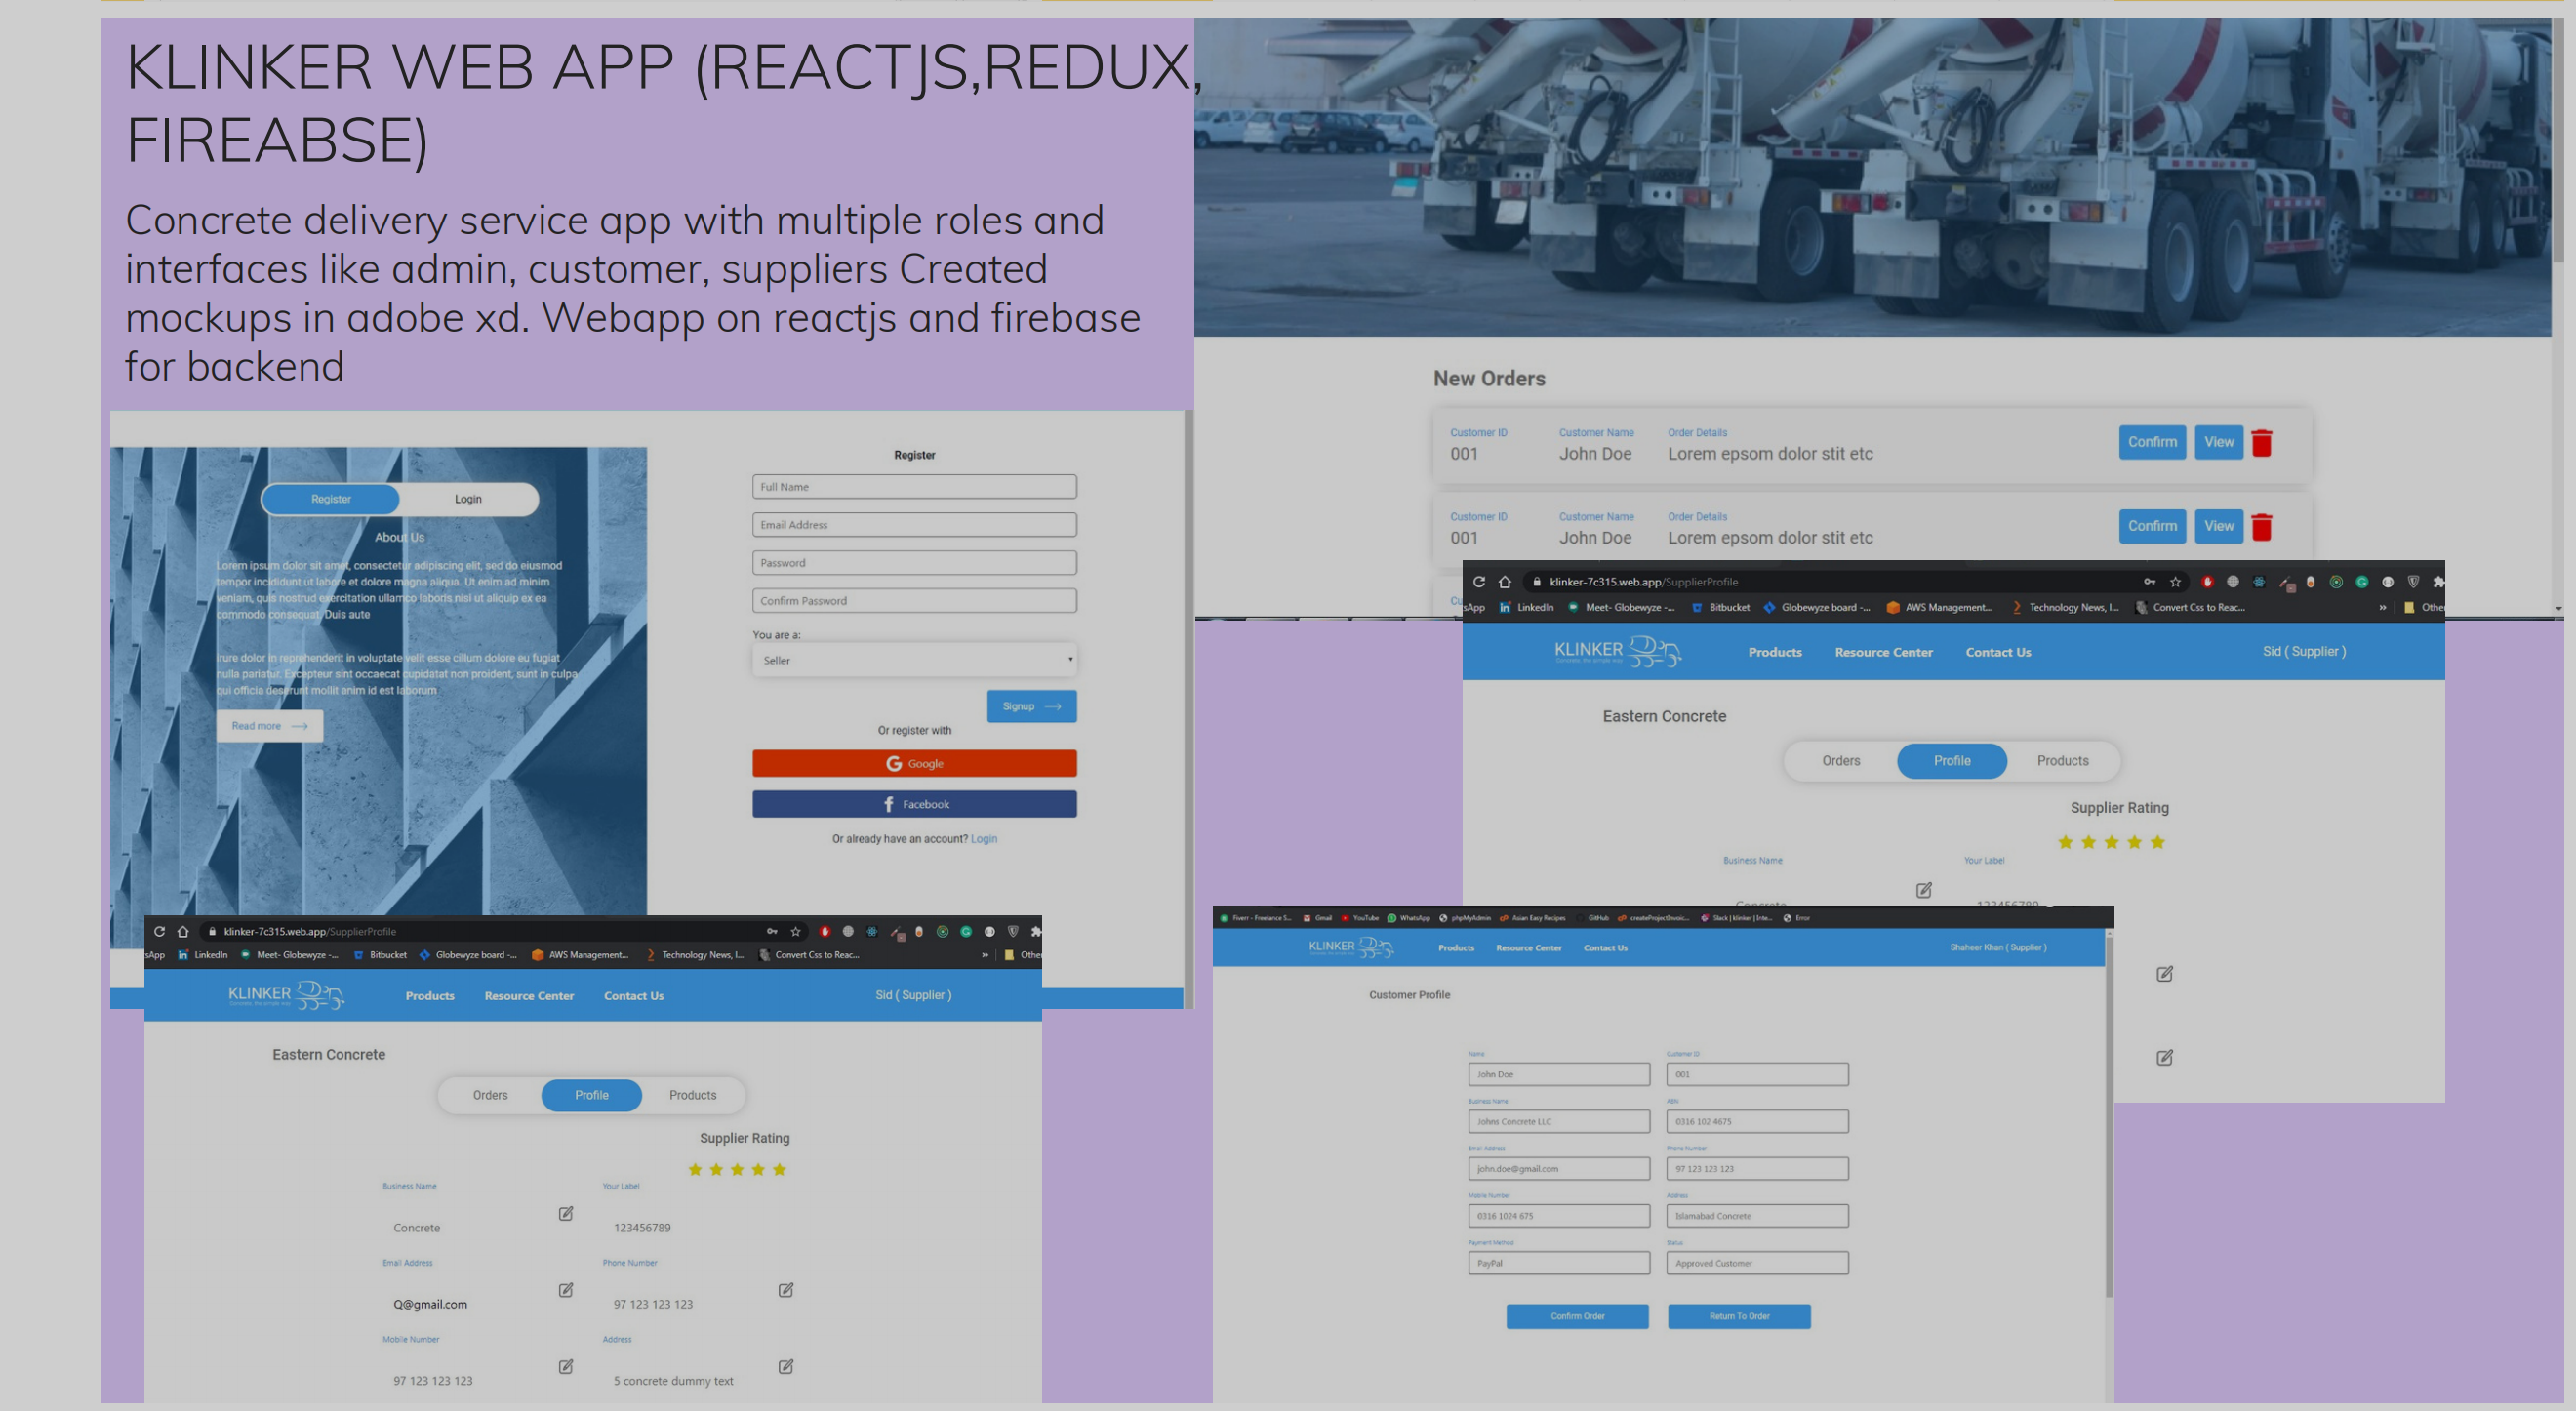 KLINKER WEB APP (REACTJS,REDUX,
FIREABSE)
Concrete delivery service app with multiple roles and
interfaces like admin, customer, suppliers Created
mockups in adobe xd. Webapp on reactjs and firebase
for backend
New Orders
Customer ID Customer Name Order Details
001 John Doe Lorem epsom dolor stit etc
Confirm View
Customer ID Customer Name Order Details
001 John Doe Lorem epsom dolor stit etc
Confirm View
Cu
Register Login
About Us
Lorem ipsum dolor sit amet, consectetur adipiscing elit, sed do eiusmod
tempor incididunt ut labore et dolore magna aliqua. Ut enim ad minim
veniam, quis nostrud exercitation ullamco laboris nisi ut aliquip ex ea
commodo consequat. Duis aute
Irure dolor in reprehenderit in voluptate velit esse cillum dolore eu fugiat
nulla pariatur. Excepteur sint occaecat cupidatat non proident, sunt in culpa
qui officia deserunt mollit anim id est laborum
Read more
Register
Full Name
Email Address
Password
Confirm Password
You are a:
Seller
Signup
Or register with
Google
Facebook
Or already have an account? Login
klinker-7c315.web.app/SupplierProfile
sApp LinkedIn Meet- Globewyze -... Bitbucket Globewyze board -... AWS Management... Technology News, I... Convert Css to Reac... » Othe
KLINKER Products Resource Center Contact Us Sid ( Supplier )
Eastern Concrete
Orders Profile Products
Supplier Rating
Business Name Your Label
Concrete 123456789
klinker-7c315.web.app/SupplierProfile
sApp LinkedIn Meet- Globewyze -... Bitbucket Globewyze board -... AWS Management... Technology News, I... Convert Css to Reac... » Othe
KLINKER Products Resource Center Contact Us Sid ( Supplier )
Eastern Concrete
Orders Profile Products
Supplier Rating
Business Name Your Label
Concrete 123456789
Email Address Phone Number
Q@gmail.com 97 123 123 123
Mobile Number Address
97 123 123 123 5 concrete dummy text
Fiverr - Freelance S... Gmail YouTube WhatsApp phpMyAdmin Asian Easy Recipes GitHub createProjectInvoic... Slack | klinker | Inte... Error
KLINKER Products Resource Center Contact Us Shaheer Khan ( Supplier )
Customer Profile
Name Customer ID
John Doe 001
Business Name ABN
Johns Concrete LLC 0316 102 4675
Email Address Phone Number
john.doe@gmail.com 97 123 123 123
Mobile Number Address
0316 1024 675 Islamabad Concrete
Payment Method Status
PayPal Approved Customer
Confirm Order Return To Order